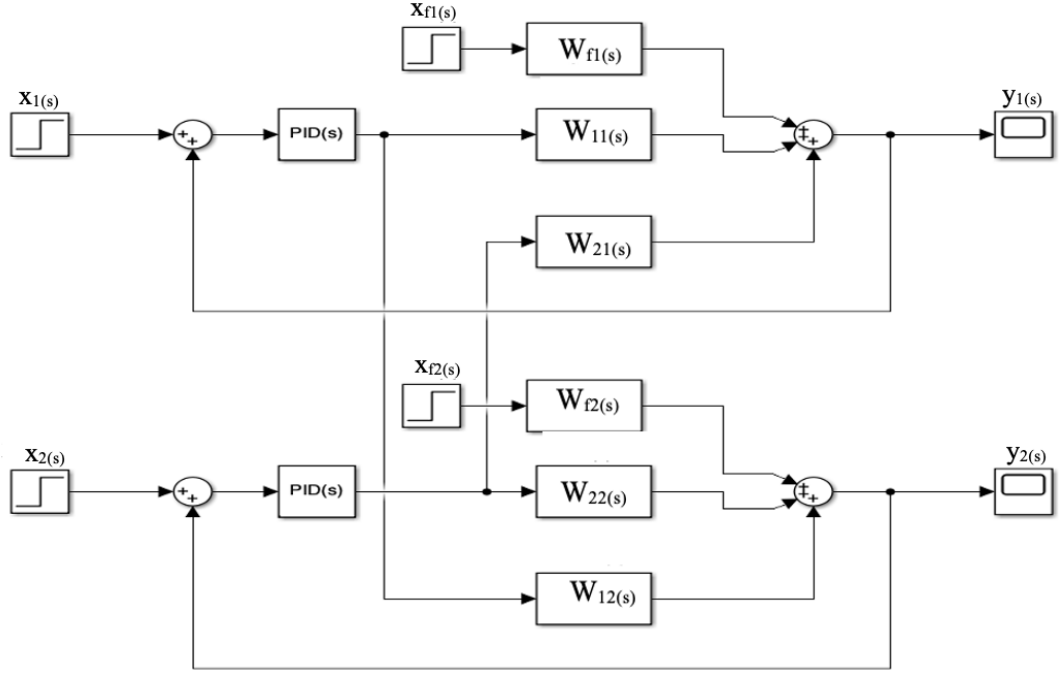 xf1(s)
Wf1(s)
x1(s)
y1(s)
++
PID(s)
W11(s)
‡+
W21(s)
xf2(s)
Wf2(s)
x2(s)
y2(s)
++
PID(s)
W22(s)
‡+
W12(s)